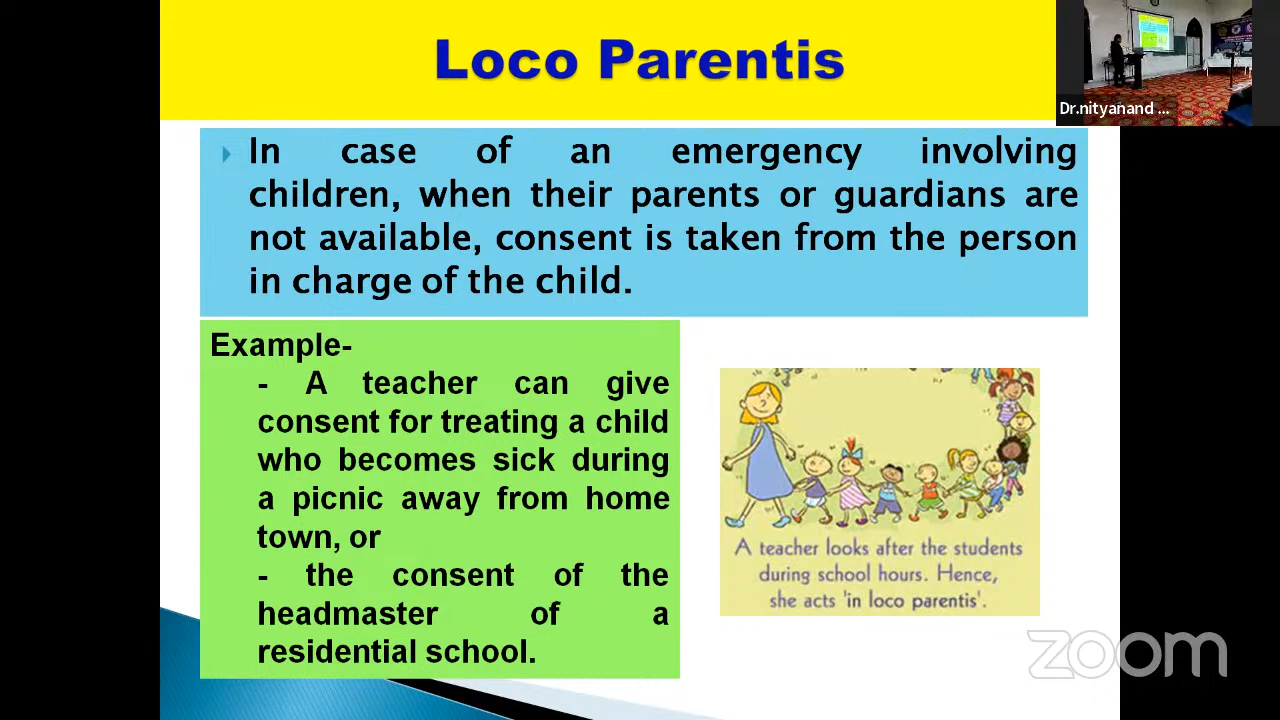 Loco Parentis
Dr.nityanand ...
In case of an emergency involving
children, when their parents or guardians are
not available, consent is taken from the person
in charge of the child.
Example-
- A teacher can give
consent for treating a child
who becomes sick during
a picnic away from home
town, or
- the consent of the
headmaster of a
residential school.
A teacher looks after the students
during school hours. Hence,
she acts 'in loco parentis'.
zoom